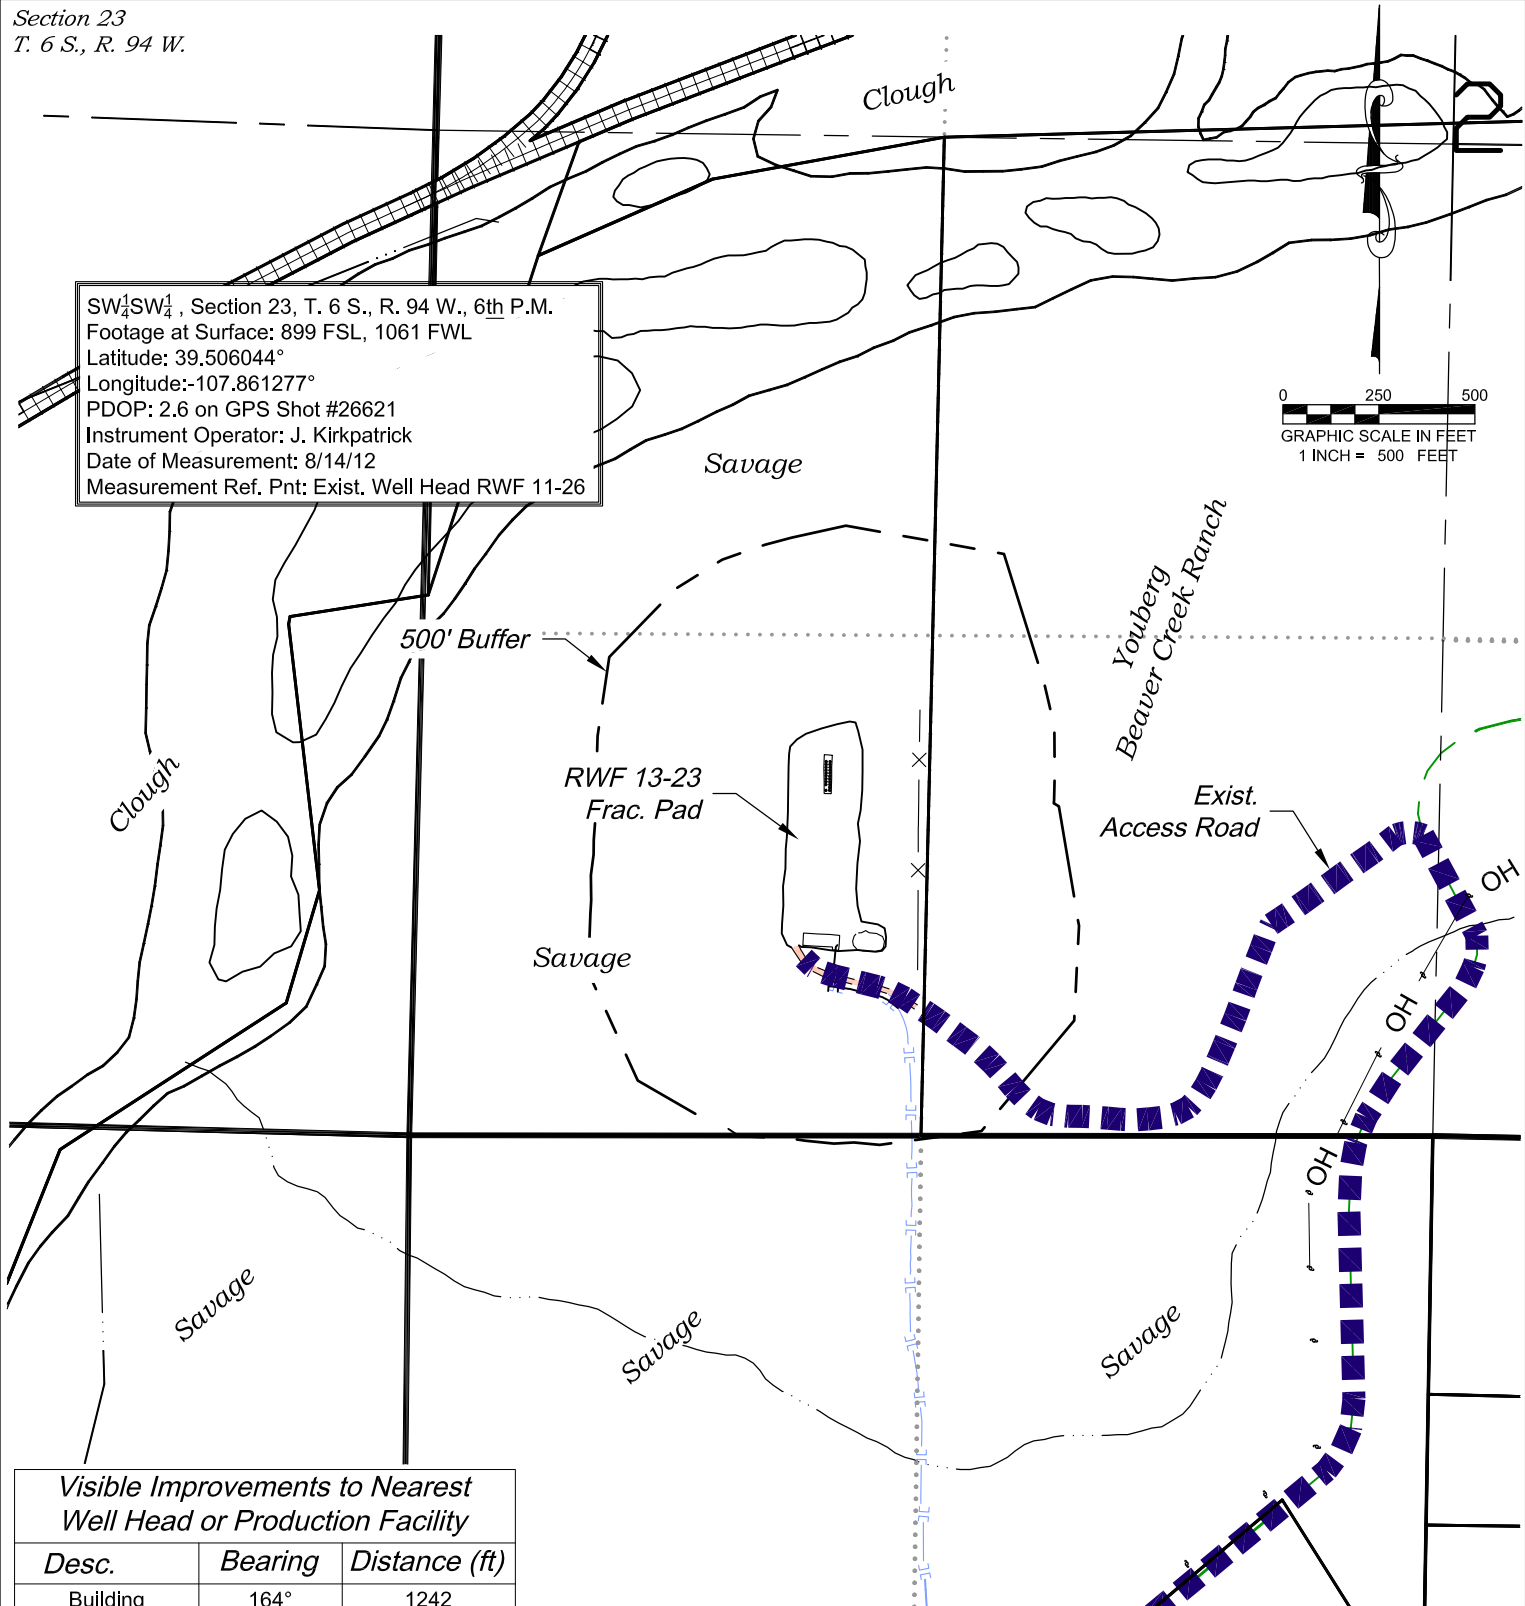 Section 23
T. 6 S., R. 94 W.
Clough
SW¼SW¼ , Section 23, T. 6 S., R. 94 W., 6th P.M.
Footage at Surface: 899 FSL, 1061 FWL
Latitude: 39.506044°
Longitude:-107.861277°
PDOP: 2.6 on GPS Shot #26621
Instrument Operator: J. Kirkpatrick
Date of Measurement: 8/14/12
Measurement Ref. Pnt: Exist. Well Head RWF 11-26
0 250 500
GRAPHIC SCALE IN FEET
1 INCH = 500 FEET
Savage
Youberg
Beaver Creek Ranch
500' Buffer
Clough
RWF 13-23
Frac. Pad
Exist.
Access Road
OH
Savage
OH
OH
Savage
Savage
Savage
Visible Improvements to Nearest
Well Head or Production Facility
Desc. Bearing Distance (ft)
Building 164° 1242